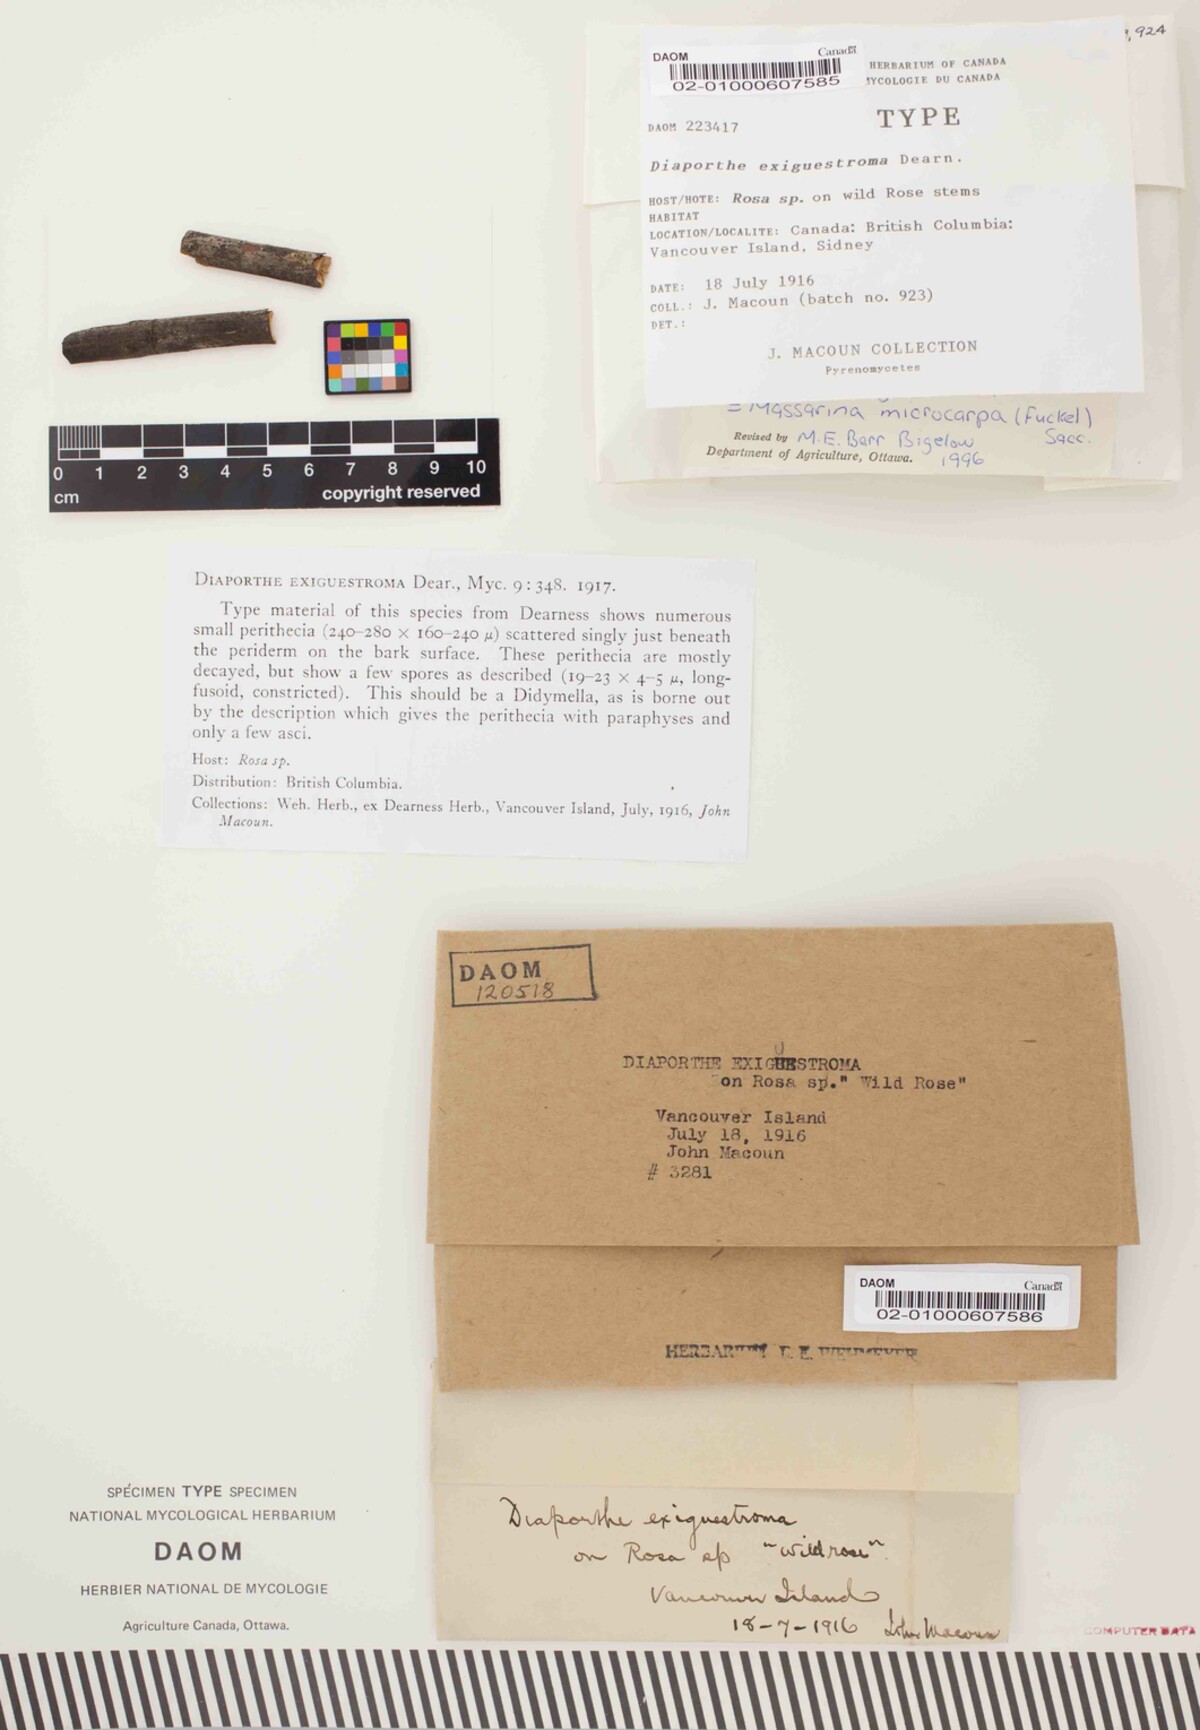 924
DAOM Canada
02-01000607585
HERBARIUM OF CANADA
MYCOLOGIE DU CANADA
TYPE
DAOM 223417
Diaporthe exiguestroma Dearn.
HOST/HOTE: Rosa sp. on wild Rose stems
HABITAT
LOCATION/LOCALITE: Canada: British Columbia:
Vancouver Island, Sidney
DATE: 18 July 1916
COLL.: J. Macoun (batch no. 923)
DET.:
J. MACOUN COLLECTION
Pyrenomycetes
= Massarina microcarpa (Fuckel)
Sacc.
Revised by M.E. Barr Bigelow
Department of Agriculture, Ottawa. 1996
0 1 2 3 4 5 6 7 8 9 10
cm copyright reserved
DIAPORTHE EXIGUESTROMA Dear., Myc. 9: 348. 1917.
Type material of this species from Dearness shows numerous
small perithecia (240–280 × 160–240 μ) scattered singly just beneath
the periderm on the bark surface. These perithecia are mostly
decayed, but show a few spores as described (19–23 × 4–5 μ, long-
fusoid, constricted). This should be a Didymella, as is borne out
by the description which gives the perithecia with paraphyses and
only a few asci.
Host: Rosa sp.
Distribution: British Columbia.
Collections: Weh. Herb., ex Dearness Herb., Vancouver Island, July, 1916, John
Macoun.
DAOM
120518
DIAPORTHE EXIGUESTROMA
on Rosa sp." Wild Rose"
Vancouver Island
July 18, 1916
John Macoun
# 3281
DAOM Canada
02-01000607586
HERBARIUM L. E. WEHMEYER
Diaporthe exiguestroma
on Rosa sp "wild rose"
Vancouver Island
18-7-1916 John Macoun
SPÉCIMEN TYPE SPECIMEN
NATIONAL MYCOLOGICAL HERBARIUM
DAOM
HERBIER NATIONAL DE MYCOLOGIE
Agriculture Canada, Ottawa.
COMPUTER DATA